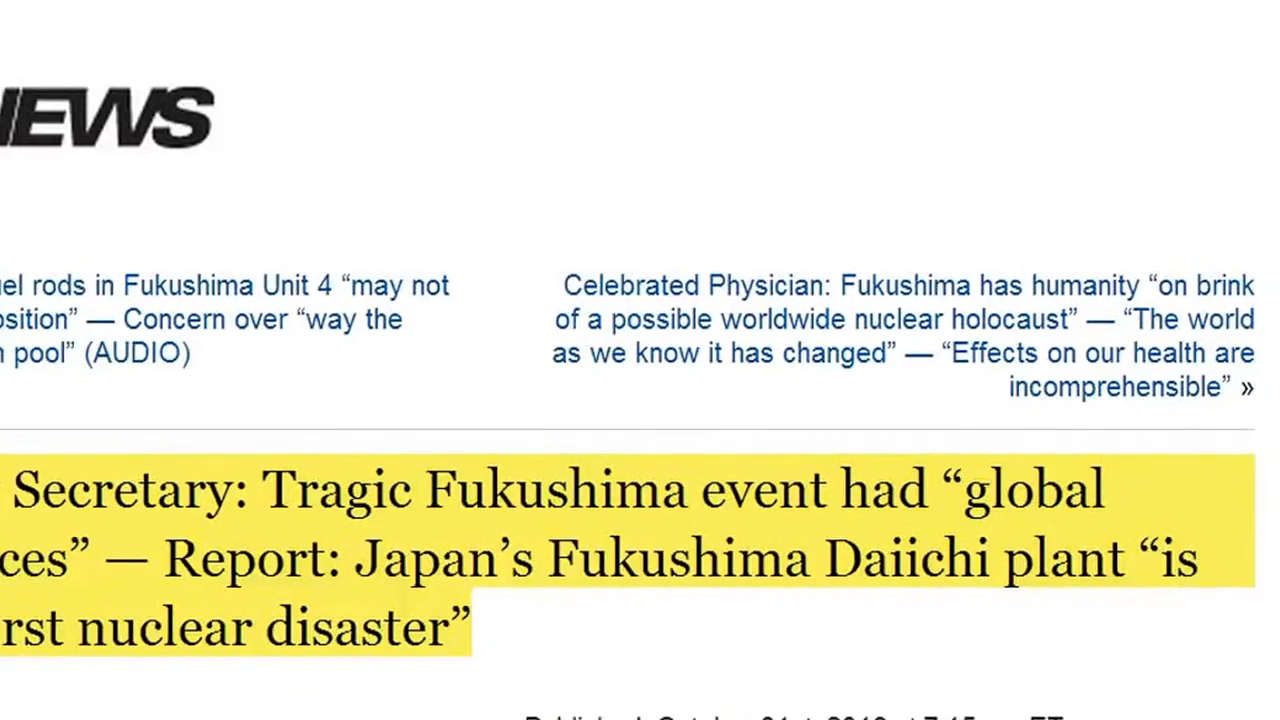 NEWS
uel rods in Fukushima Unit 4 “may not
osition” — Concern over “way the
pool” (AUDIO)
Celebrated Physician: Fukushima has humanity “on brink
of a possible worldwide nuclear holocaust” — “The world
as we know it has changed” — “Effects on our health are
incomprehensible” »
Secretary: Tragic Fukushima event had “global
ces” — Report: Japan’s Fukushima Daiichi plant “is
rst nuclear disaster”